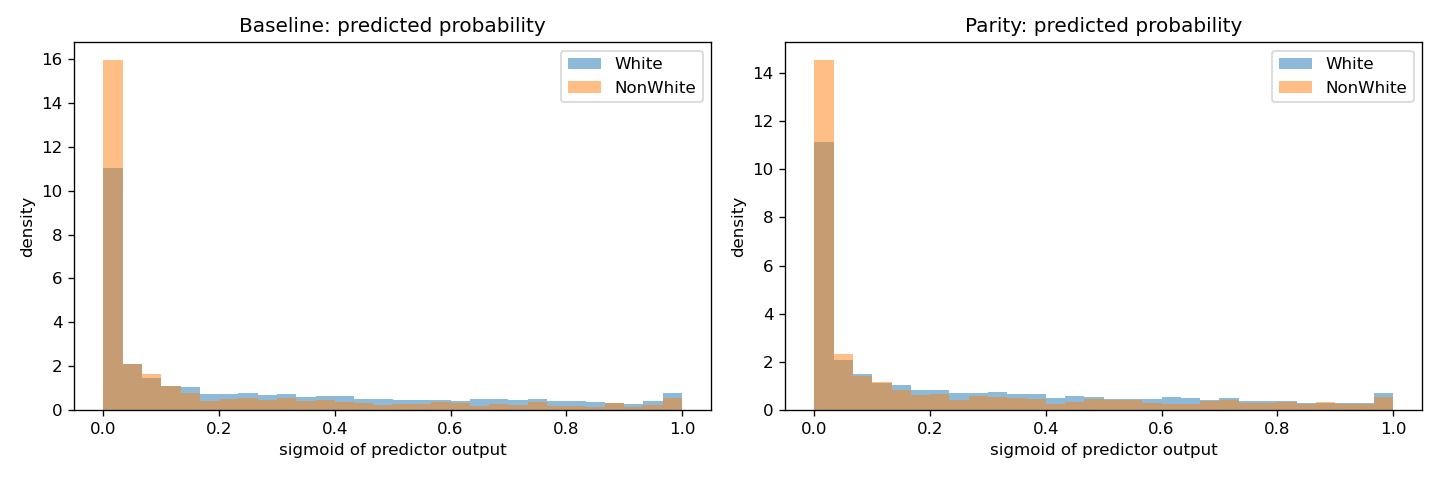 Baseline: predicted probability
density
16
14
12
10
8
6
4
2
0
White
NonWhite
0.0 0.2 0.4 0.6 0.8 1.0
sigmoid of predictor output
Parity: predicted probability
density
14
12
10
8
6
4
2
0
White
NonWhite
0.0 0.2 0.4 0.6 0.8 1.0
sigmoid of predictor output